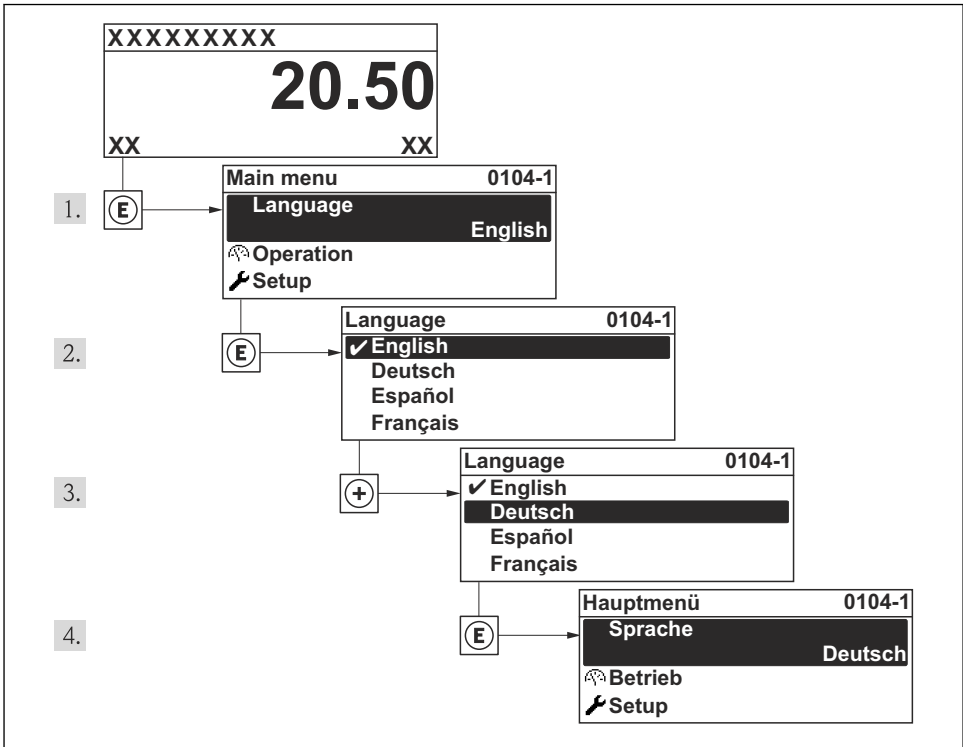 XXXXXXXXX
20.50
XX XX
1. E
Main menu 0104-1
Language
English
Operation
Setup
2. E
Language 0104-1
✔English
Deutsch
Español
Français
3. +
Language 0104-1
✔English
Deutsch
Español
Français
4. E
Hauptmenü 0104-1
Sprache
Deutsch
Betrieb
Setup